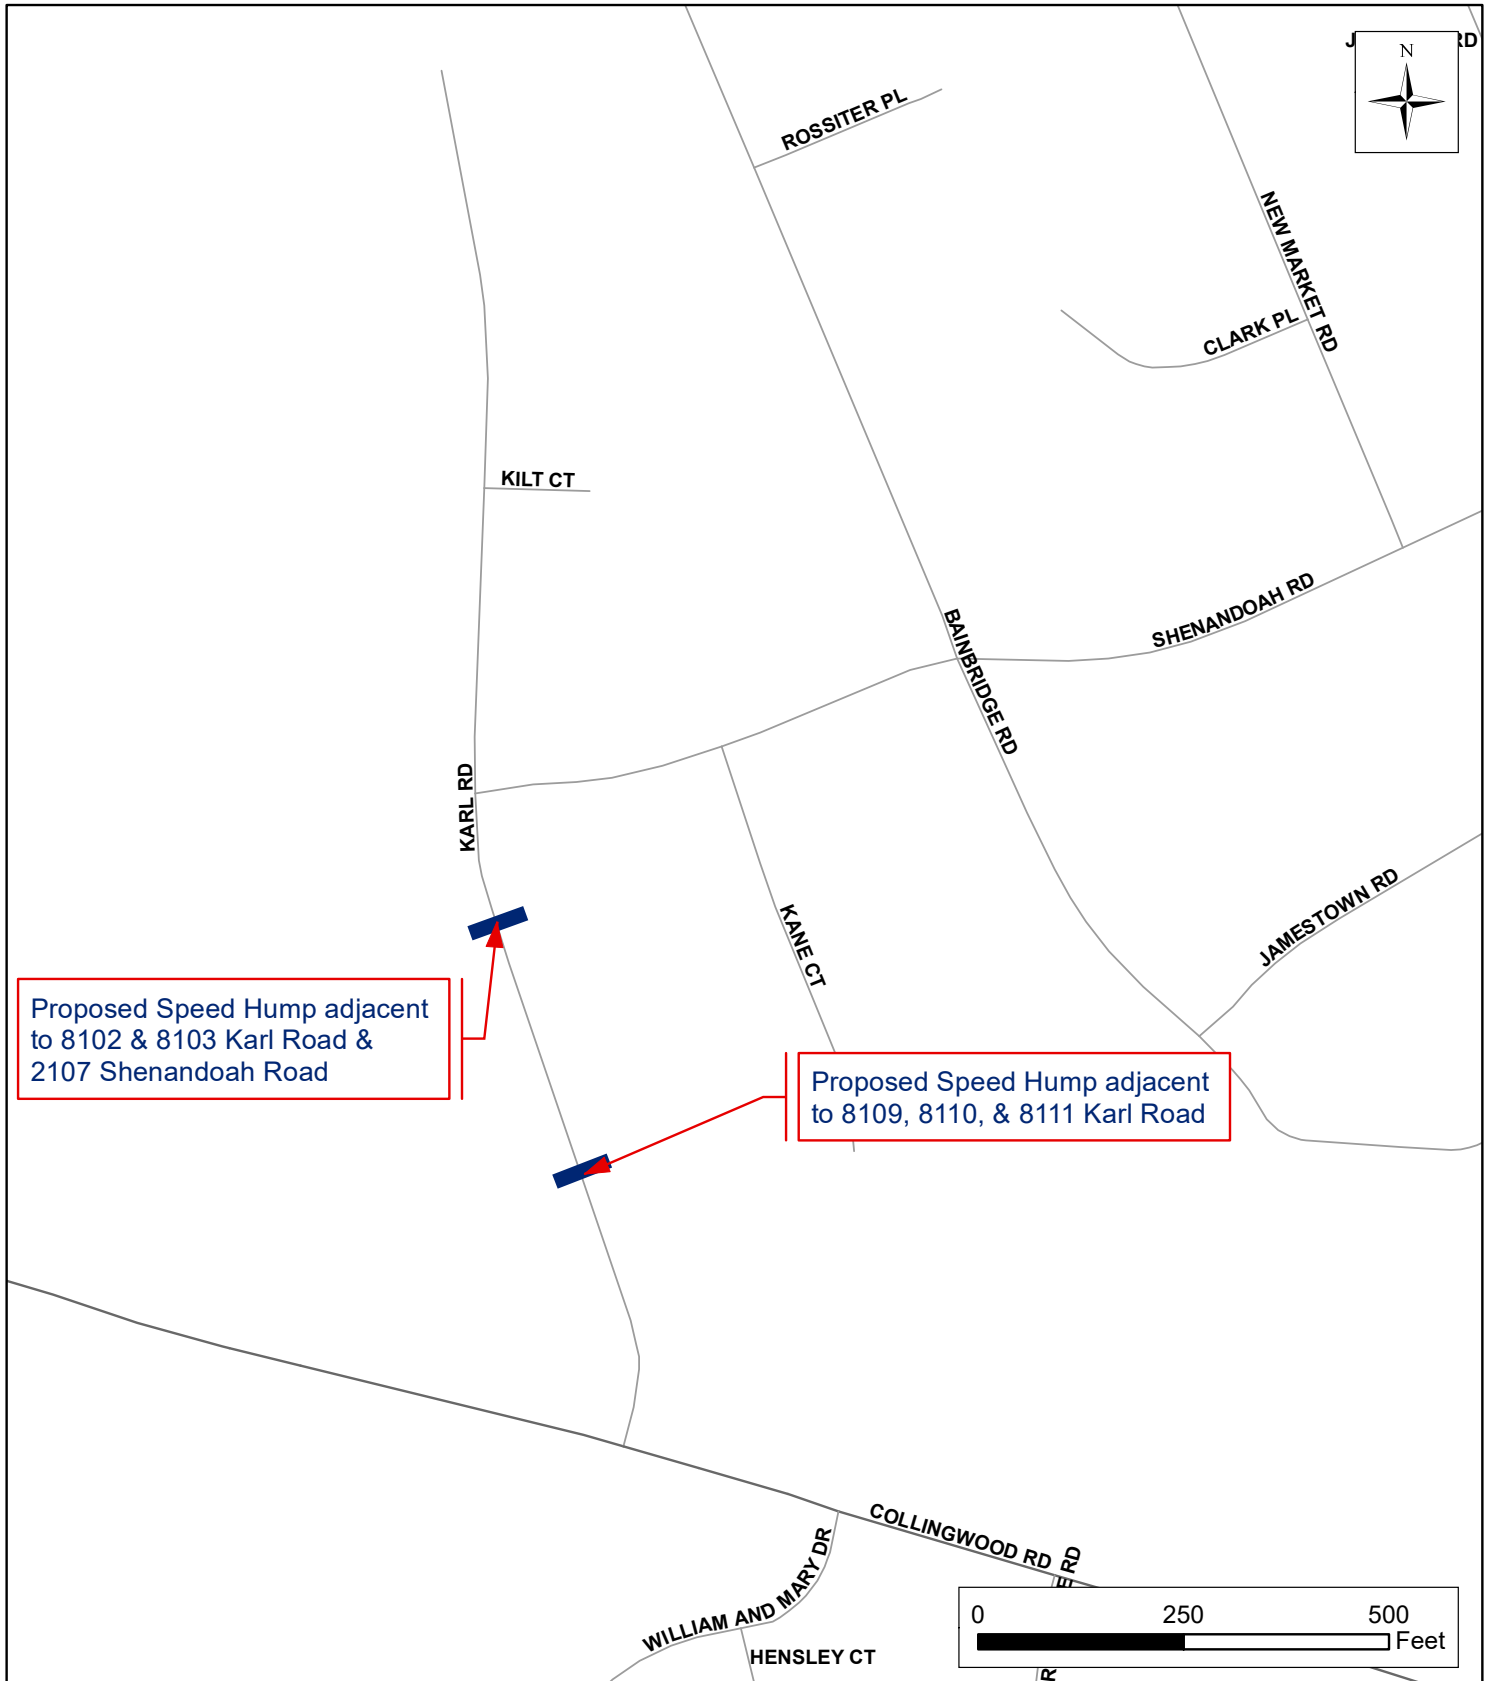 N
ROSSITER PL
NEW MARKET RD
CLARK PL
KILT CT
SHENANDOAH RD
BAINBRIDGE RD
KARL RD
KANE CT
JAMESTOWN RD
Proposed Speed Hump adjacent
to 8102 & 8103 Karl Road &
2107 Shenandoah Road
Proposed Speed Hump adjacent
to 8109, 8110, & 8111 Karl Road
COLLINGWOOD RD
RD
WILLIAM AND MARY DR
HENSLEY CT
0 250 500
Feet